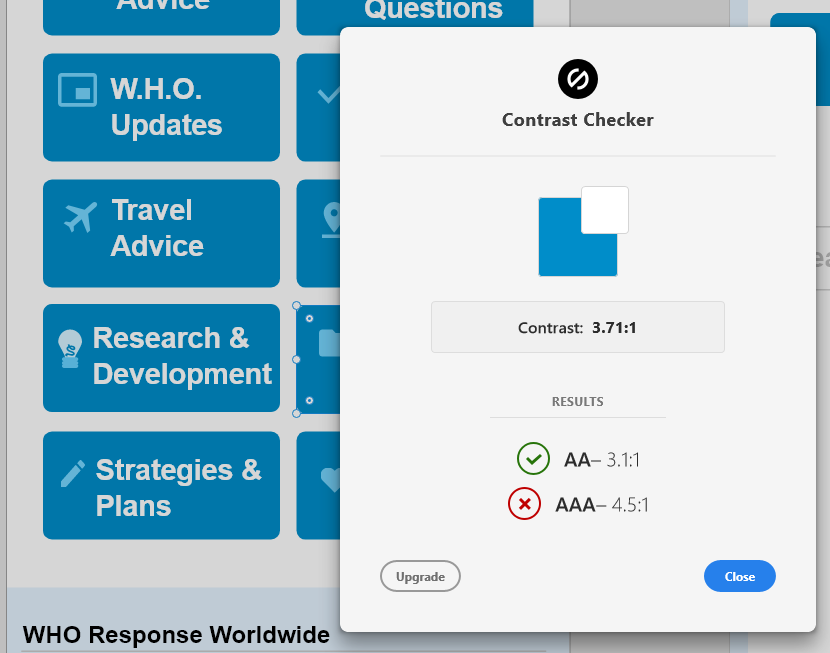 Advice
Questions
W.H.O.
Updates
Travel
Advice
Research &
Development
Strategies &
Plans
WHO Response Worldwide
Contrast Checker
Contrast: 3.71:1
RESULTS
AA– 3.1:1
AAA– 4.5:1
Upgrade
Close